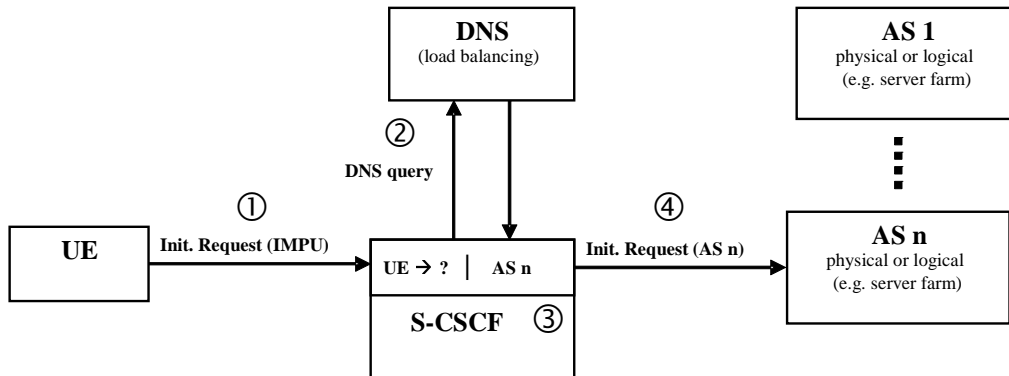 DNS
(load balancing)
AS 1
physical or logical
(e.g. server farm)
②
DNS query
①
Init. Request (IMPU)
④
Init. Request (AS n)
UE
UE → ? | AS n
S-CSCF
③
AS n
physical or logical
(e.g. server farm)